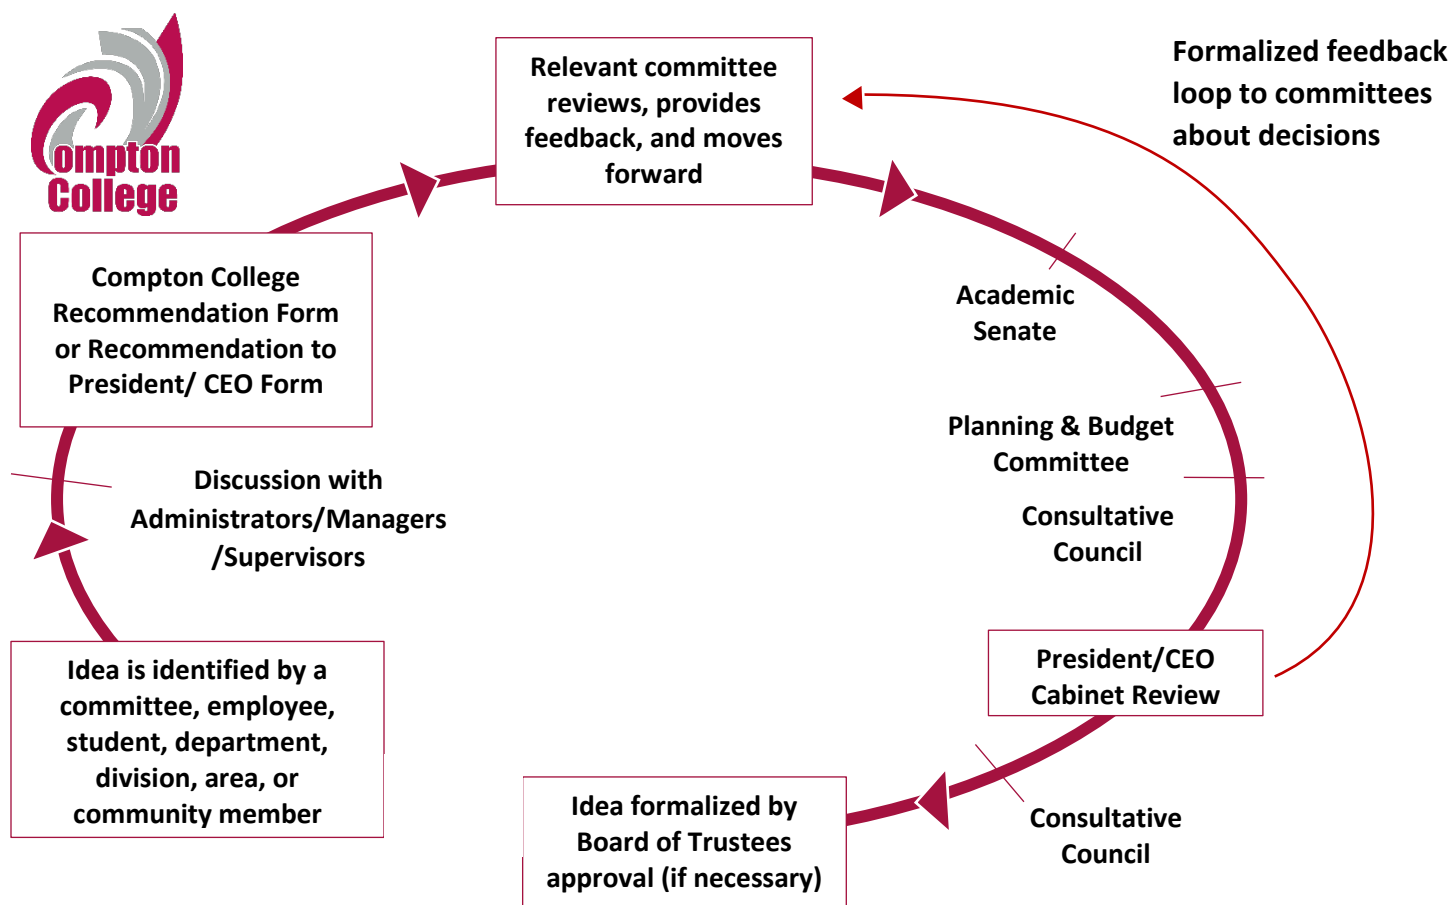 ompton
College
Relevant committee
reviews, provides
feedback, and moves
forward
Formalized feedback
loop to committees
about decisions
Compton College
Recommendation Form
or Recommendation to
President/ CEO Form
Academic
Senate
Planning & Budget
Committee
Discussion with
Administrators/Managers
/Supervisors
Consultative
Council
Idea is identified by a
committee, employee,
student, department,
division, area, or
community member
President/CEO
Cabinet Review
Idea formalized by
Board of Trustees
approval (if necessary)
Consultative
Council